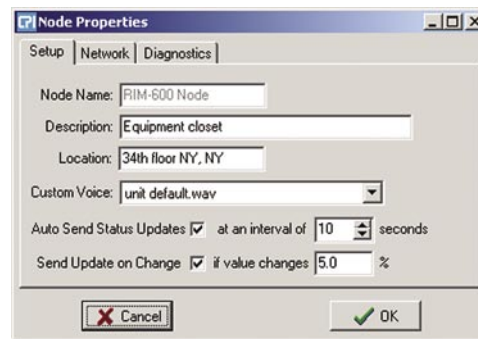 CPI Node Properties
Setup Network Diagnostics
Node Name: RIM-600 Node
Description: Equipment closet
Location: 34th floor NY, NY
Custom Voice: unit default.wav
Auto Send Status Updates at an interval of 10 seconds
Send Update on Change if value changes 5.0 %
Cancel OK